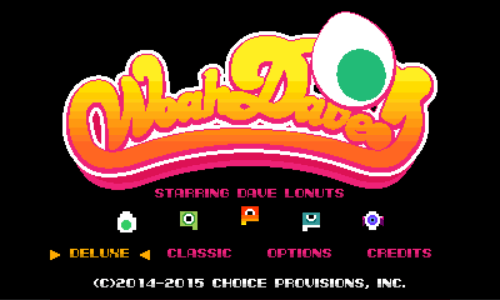 Woah Dave!
STARRING DAVE LONUTS
▶ DELUXE ◀ CLASSIC OPTIONS CREDITS
(C)2014-2015 CHOICE PROVISIONS, INC.